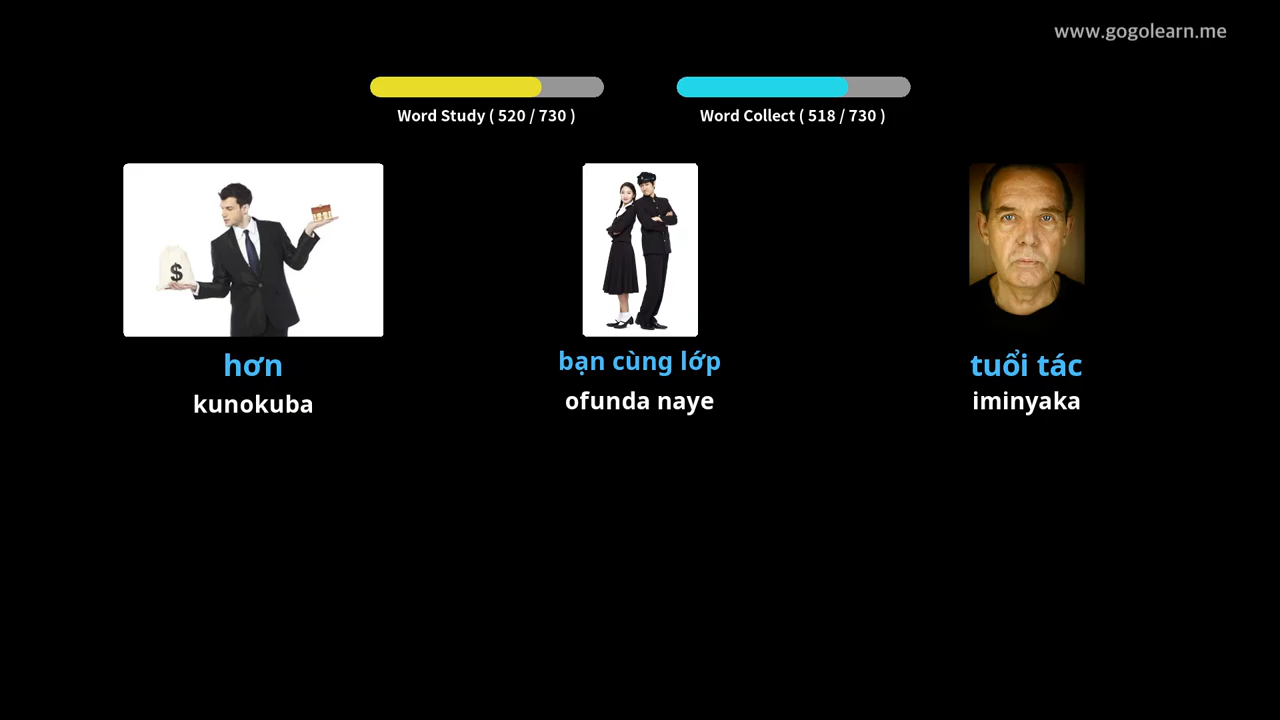 www.gogolearn.me
Word Study ( 520 / 730 )
Word Collect ( 518 / 730 )
$
hơn
bạn cùng lớp
tuổi tác
kunokuba
ofunda naye
iminyaka